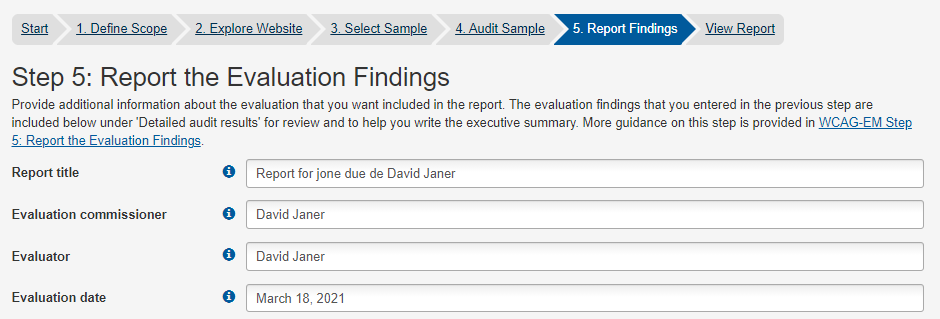 Start 1. Define Scope 2. Explore Website 3. Select Sample 4. Audit Sample 5. Report Findings View Report
Step 5: Report the Evaluation Findings
Provide additional information about the evaluation that you want included in the report. The evaluation findings that you entered in the previous step are
included below under 'Detailed audit results' for review and to help you write the executive summary. More guidance on this step is provided in WCAG-EM Step
5: Report the Evaluation Findings.
Report title Report for jone due de David Janer
Evaluation commissioner David Janer
Evaluator David Janer
Evaluation date March 18, 2021